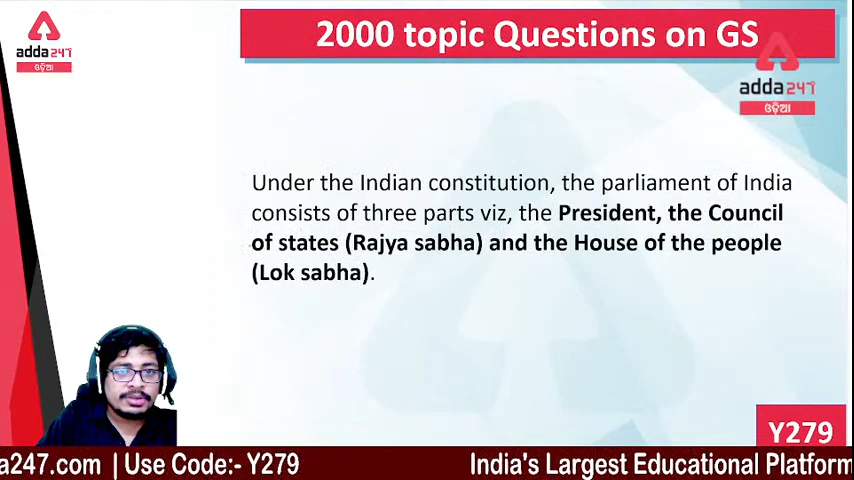 2000 topic Questions on GS
adda247
ଓଡ଼ିଆ
adda247
ଓଡ଼ିଆ
Under the Indian constitution, the parliament of India
consists of three parts viz, the President, the Council
of states (Rajya sabha) and the House of the people
(Lok sabha).
Y279
a247.com | Use Code:- Y279 India's Largest Educational Platform